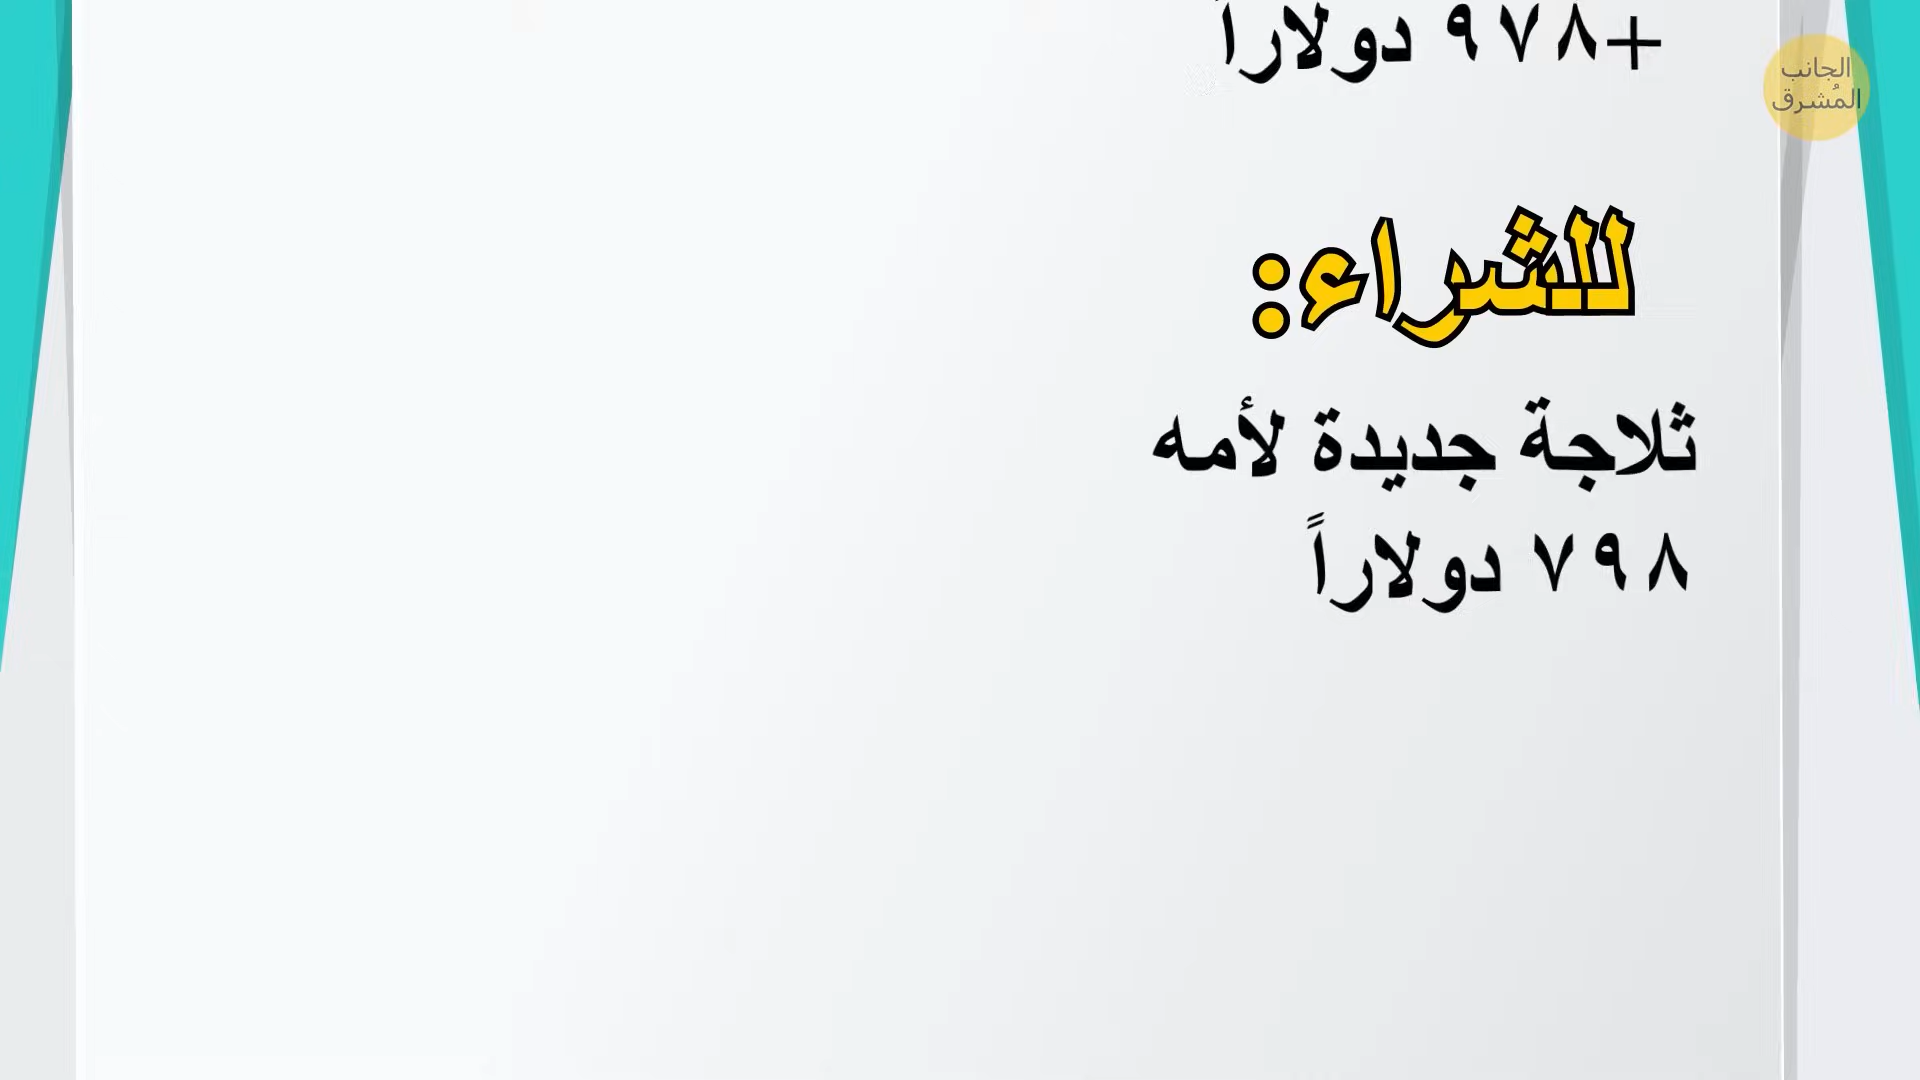 +٩٧٨ دولاراً
الجانب
المُشرق
للشراء:
ثلاجة جديدة لأمه
٧٩٨ دولاراً